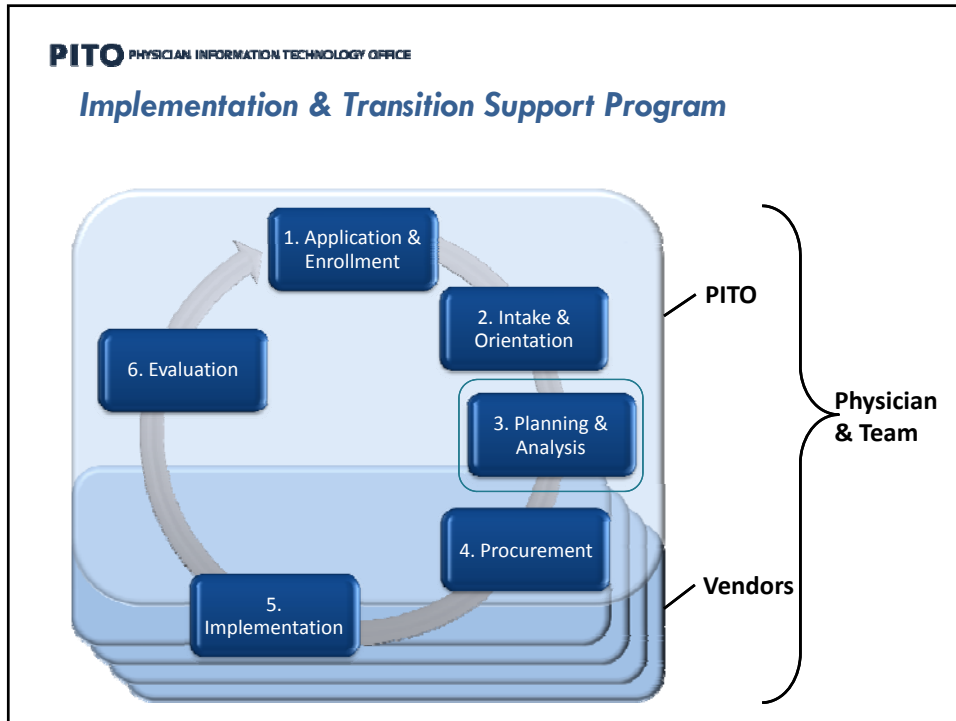 PITO PHYSICIAN INFORMATION TECHNOLOGY OFFICE
Implementation & Transition Support Program
1. Application &
Enrollment
2. Intake &
Orientation
3. Planning &
Analysis
4. Procurement
5.
Implementation
6. Evaluation
PITO
Vendors
Physician
& Team